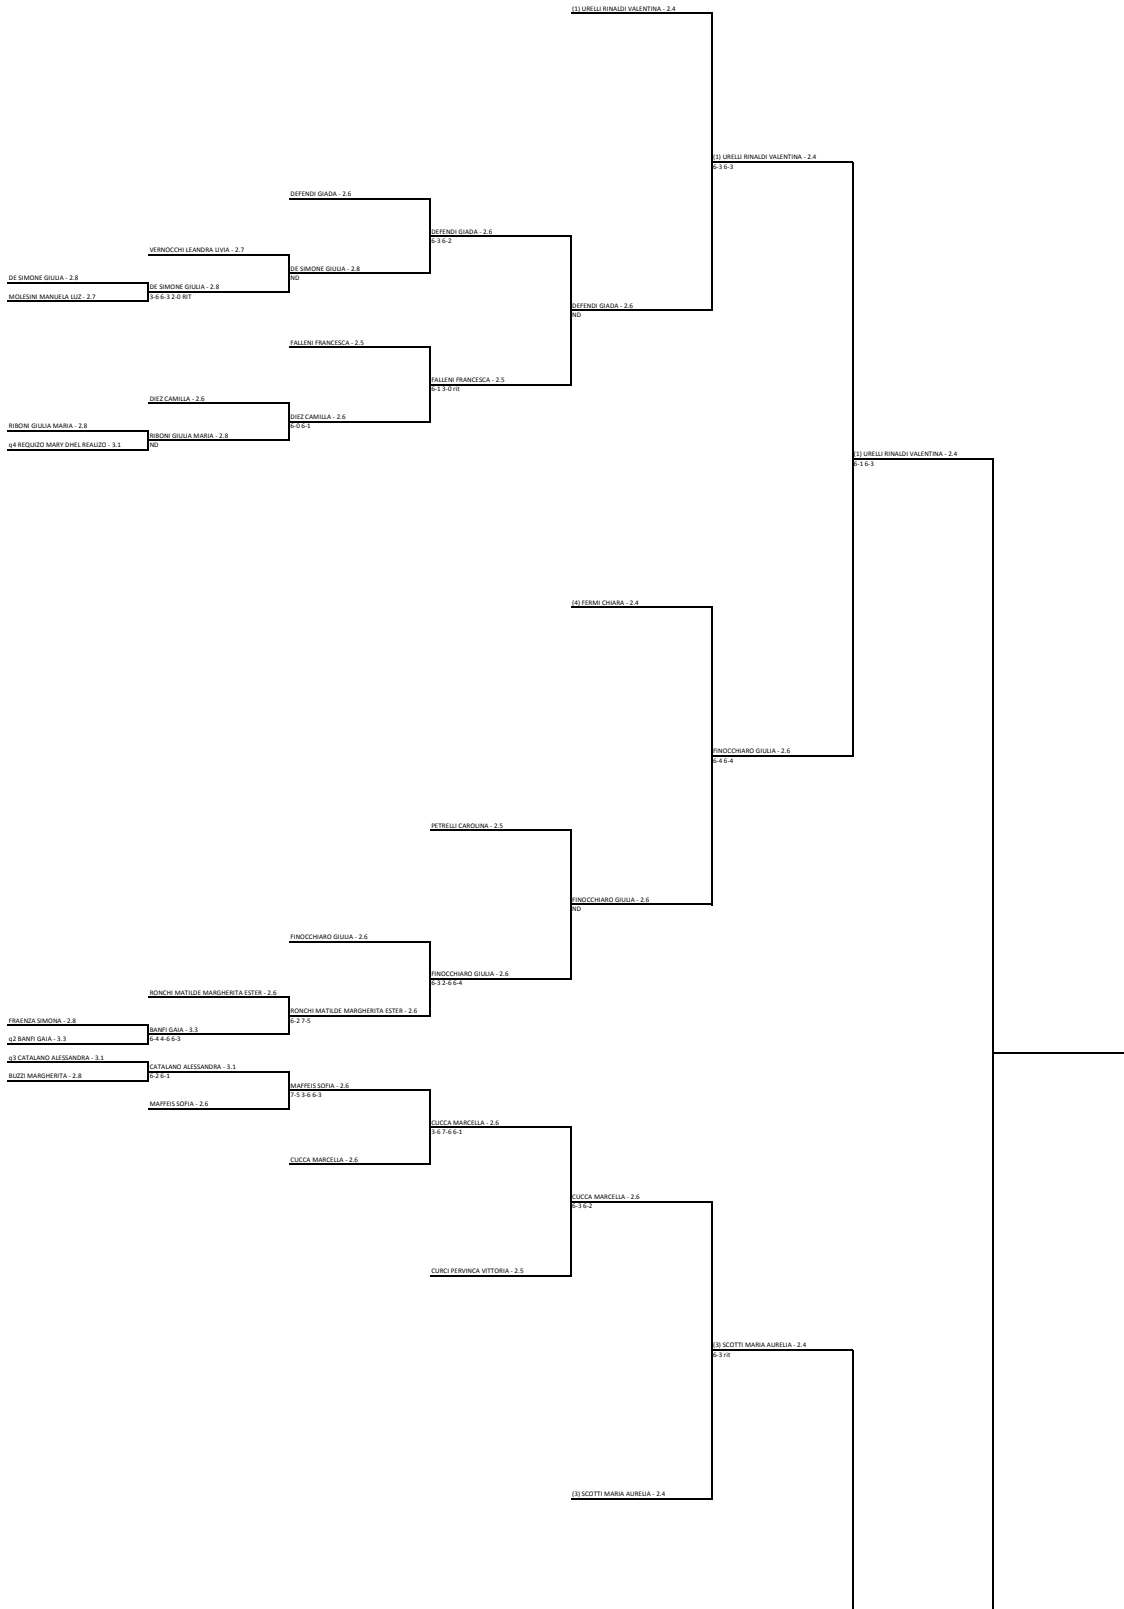 (1) URELLI RINALDI VALENTINA - 2.4
(1) URELLI RINALDI VALENTINA - 2.4
6-3 6-3
DEFENDI GIADA - 2.6
DEFENDI GIADA - 2.6
6-3 6-2
VERNOCCHI LEANDRA LIVIA - 2.7
DE SIMONE GIULIA - 2.8
ND
DE SIMONE GIULIA - 2.8
DE SIMONE GIULIA - 2.8
3-6 6-3 2-0 RIT
MOLESINI MANUELA LUZ - 2.7
DEFENDI GIADA - 2.6
ND
FALLENI FRANCESCA - 2.5
FALLENI FRANCESCA - 2.5
6-1 3-0 rit
DIEZ CAMILLA - 2.6
DIEZ CAMILLA - 2.6
6-0 6-1
RIBONI GIULIA MARIA - 2.8
RIBONI GIULIA MARIA - 2.8
ND
q4 REQUIZO MARY DHEL REALIZO - 3.1
(1) URELLI RINALDI VALENTINA - 2.4
6-1 6-3
(4) FERMI CHIARA - 2.4
FINOCCHIARO GIULIA - 2.6
6-4 6-4
PETRELLI CAROLINA - 2.5
FINOCCHIARO GIULIA - 2.6
ND
FINOCCHIARO GIULIA - 2.6
FINOCCHIARO GIULIA - 2.6
6-3 2-6 6-4
RONCHI MATILDE MARGHERITA ESTER - 2.6
RONCHI MATILDE MARGHERITA ESTER - 2.6
6-2 7-5
FRAENZA SIMONA - 2.8
BANFI GAIA - 3.3
6-4 4-6 6-3
q2 BANFI GAIA - 3.3
q3 CATALANO ALESSANDRA - 3.1
CATALANO ALESSANDRA - 3.1
6-2 6-1
BUZZI MARGHERITA - 2.8
MAFFEIS SOFIA - 2.6
7-5 3-6 6-3
MAFFEIS SOFIA - 2.6
CUCCA MARCELLA - 2.6
3-6 7-6 6-1
CUCCA MARCELLA - 2.6
CUCCA MARCELLA - 2.6
6-3 6-2
CURCI PERVINCA VITTORIA - 2.5
(3) SCOTTI MARIA AURELIA - 2.4
6-3 rit
(3) SCOTTI MARIA AURELIA - 2.4